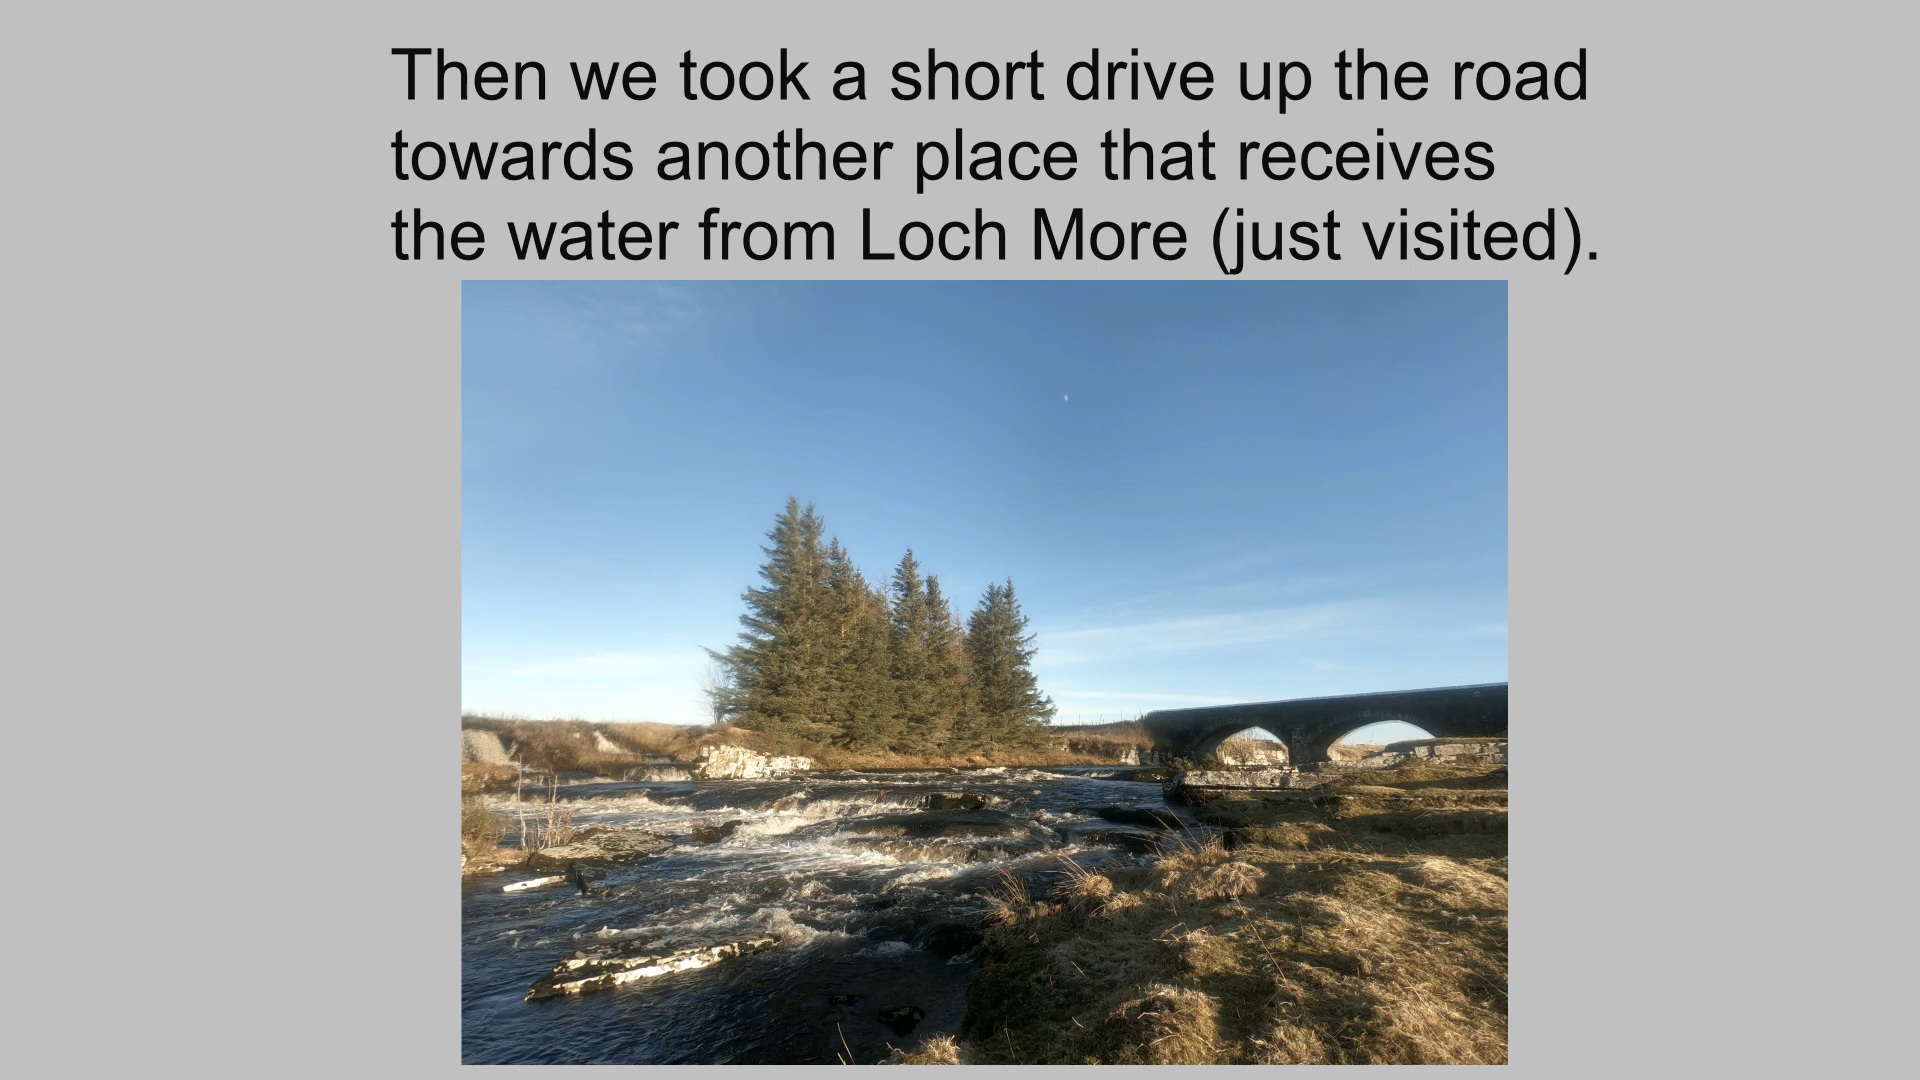 Then we took a short drive up the road
towards another place that receives
the water from Loch More (just visited).